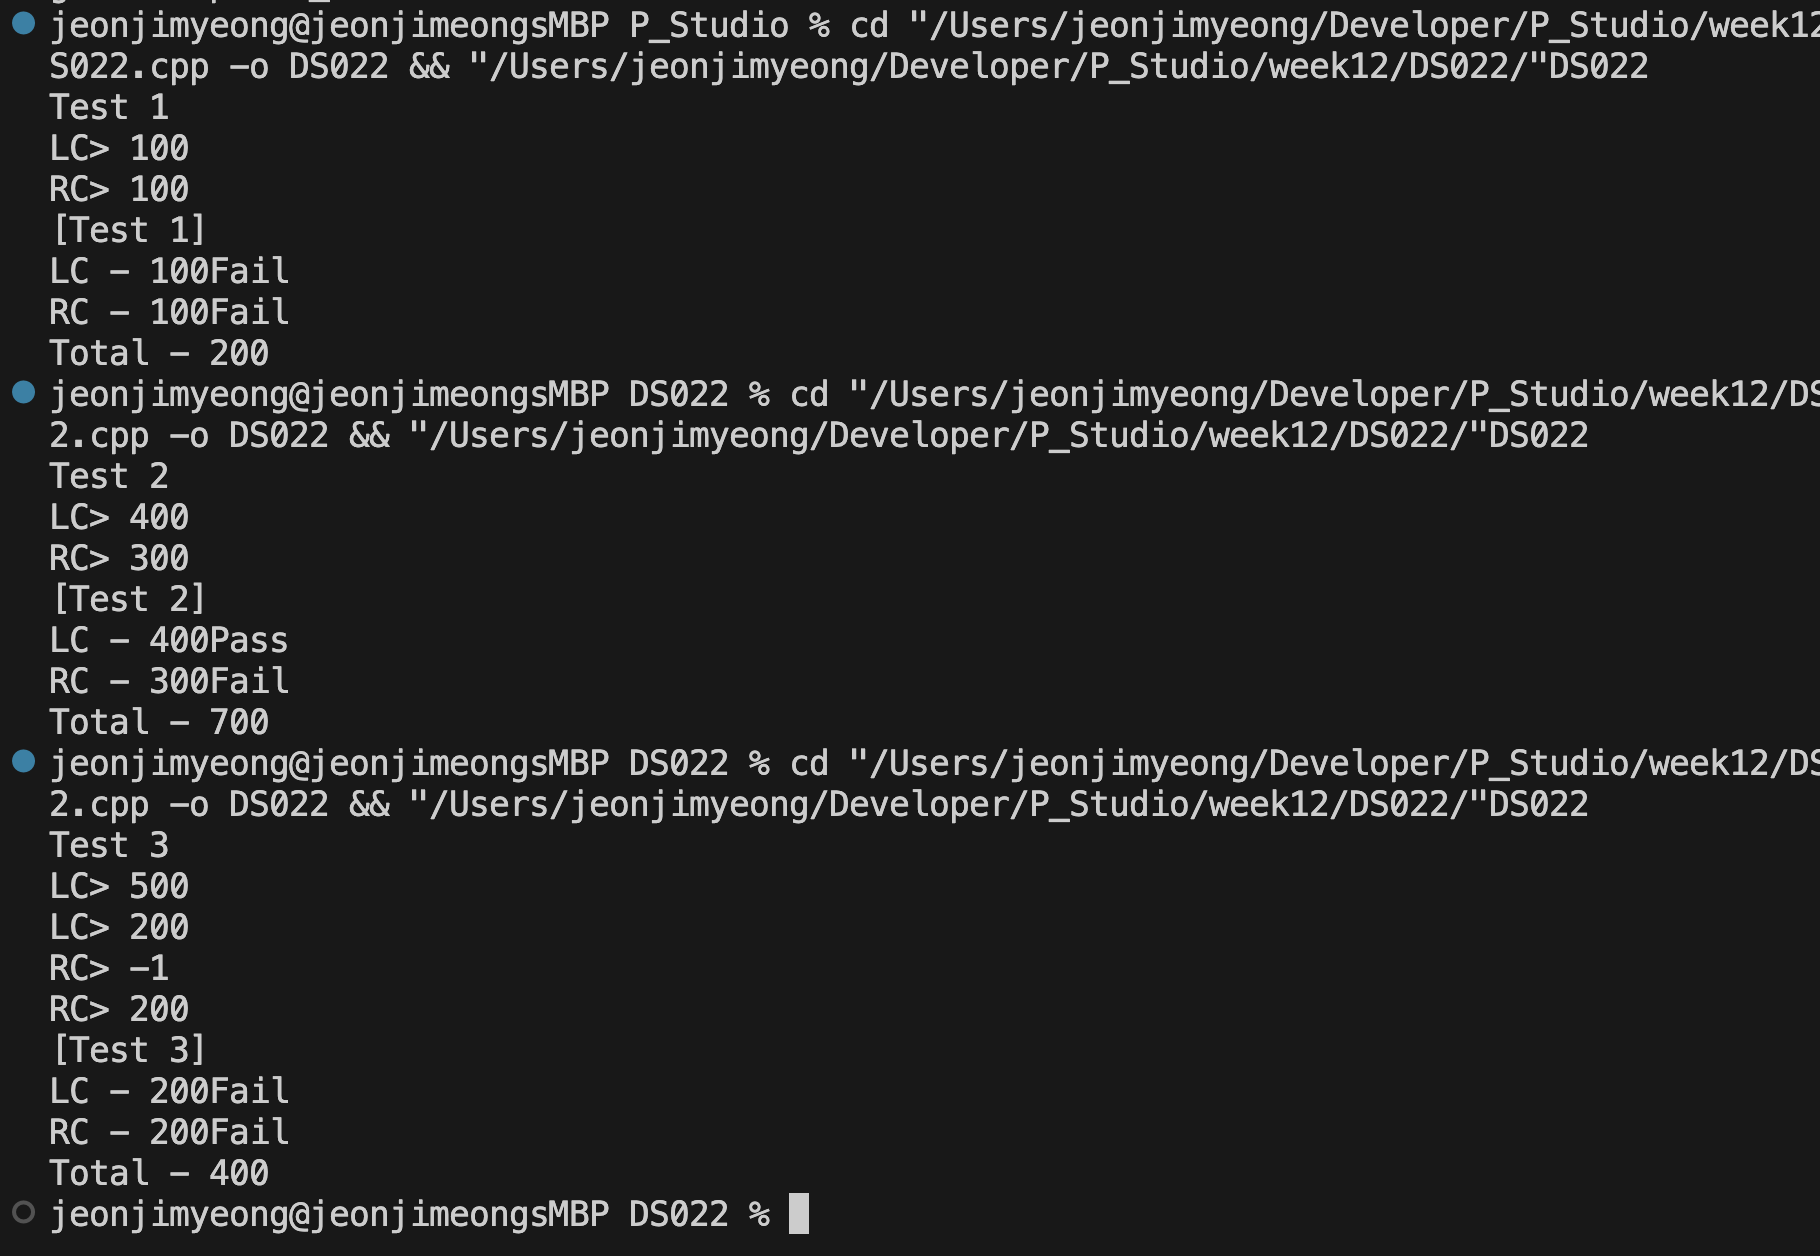 jeonjimyeong@jeonjimeongsMBP P_Studio % cd "/Users/jeonjimyeong/Developer/P_Studio/week12
S022.cpp -o DS022 && "/Users/jeonjimyeong/Developer/P_Studio/week12/DS022/"DS022
Test 1
LC> 100
RC> 100
[Test 1]
LC - 100Fail
RC - 100Fail
Total - 200
jeonjimyeong@jeonjimeongsMBP DS022 % cd "/Users/jeonjimyeong/Developer/P_Studio/week12/DS
2.cpp -o DS022 && "/Users/jeonjimyeong/Developer/P_Studio/week12/DS022/"DS022
Test 2
LC> 400
RC> 300
[Test 2]
LC - 400Pass
RC - 300Fail
Total - 700
jeonjimyeong@jeonjimeongsMBP DS022 % cd "/Users/jeonjimyeong/Developer/P_Studio/week12/DS
2.cpp -o DS022 && "/Users/jeonjimyeong/Developer/P_Studio/week12/DS022/"DS022
Test 3
LC> 500
LC> 200
RC> -1
RC> 200
[Test 3]
LC - 200Fail
RC - 200Fail
Total - 400
jeonjimyeong@jeonjimeongsMBP DS022 %